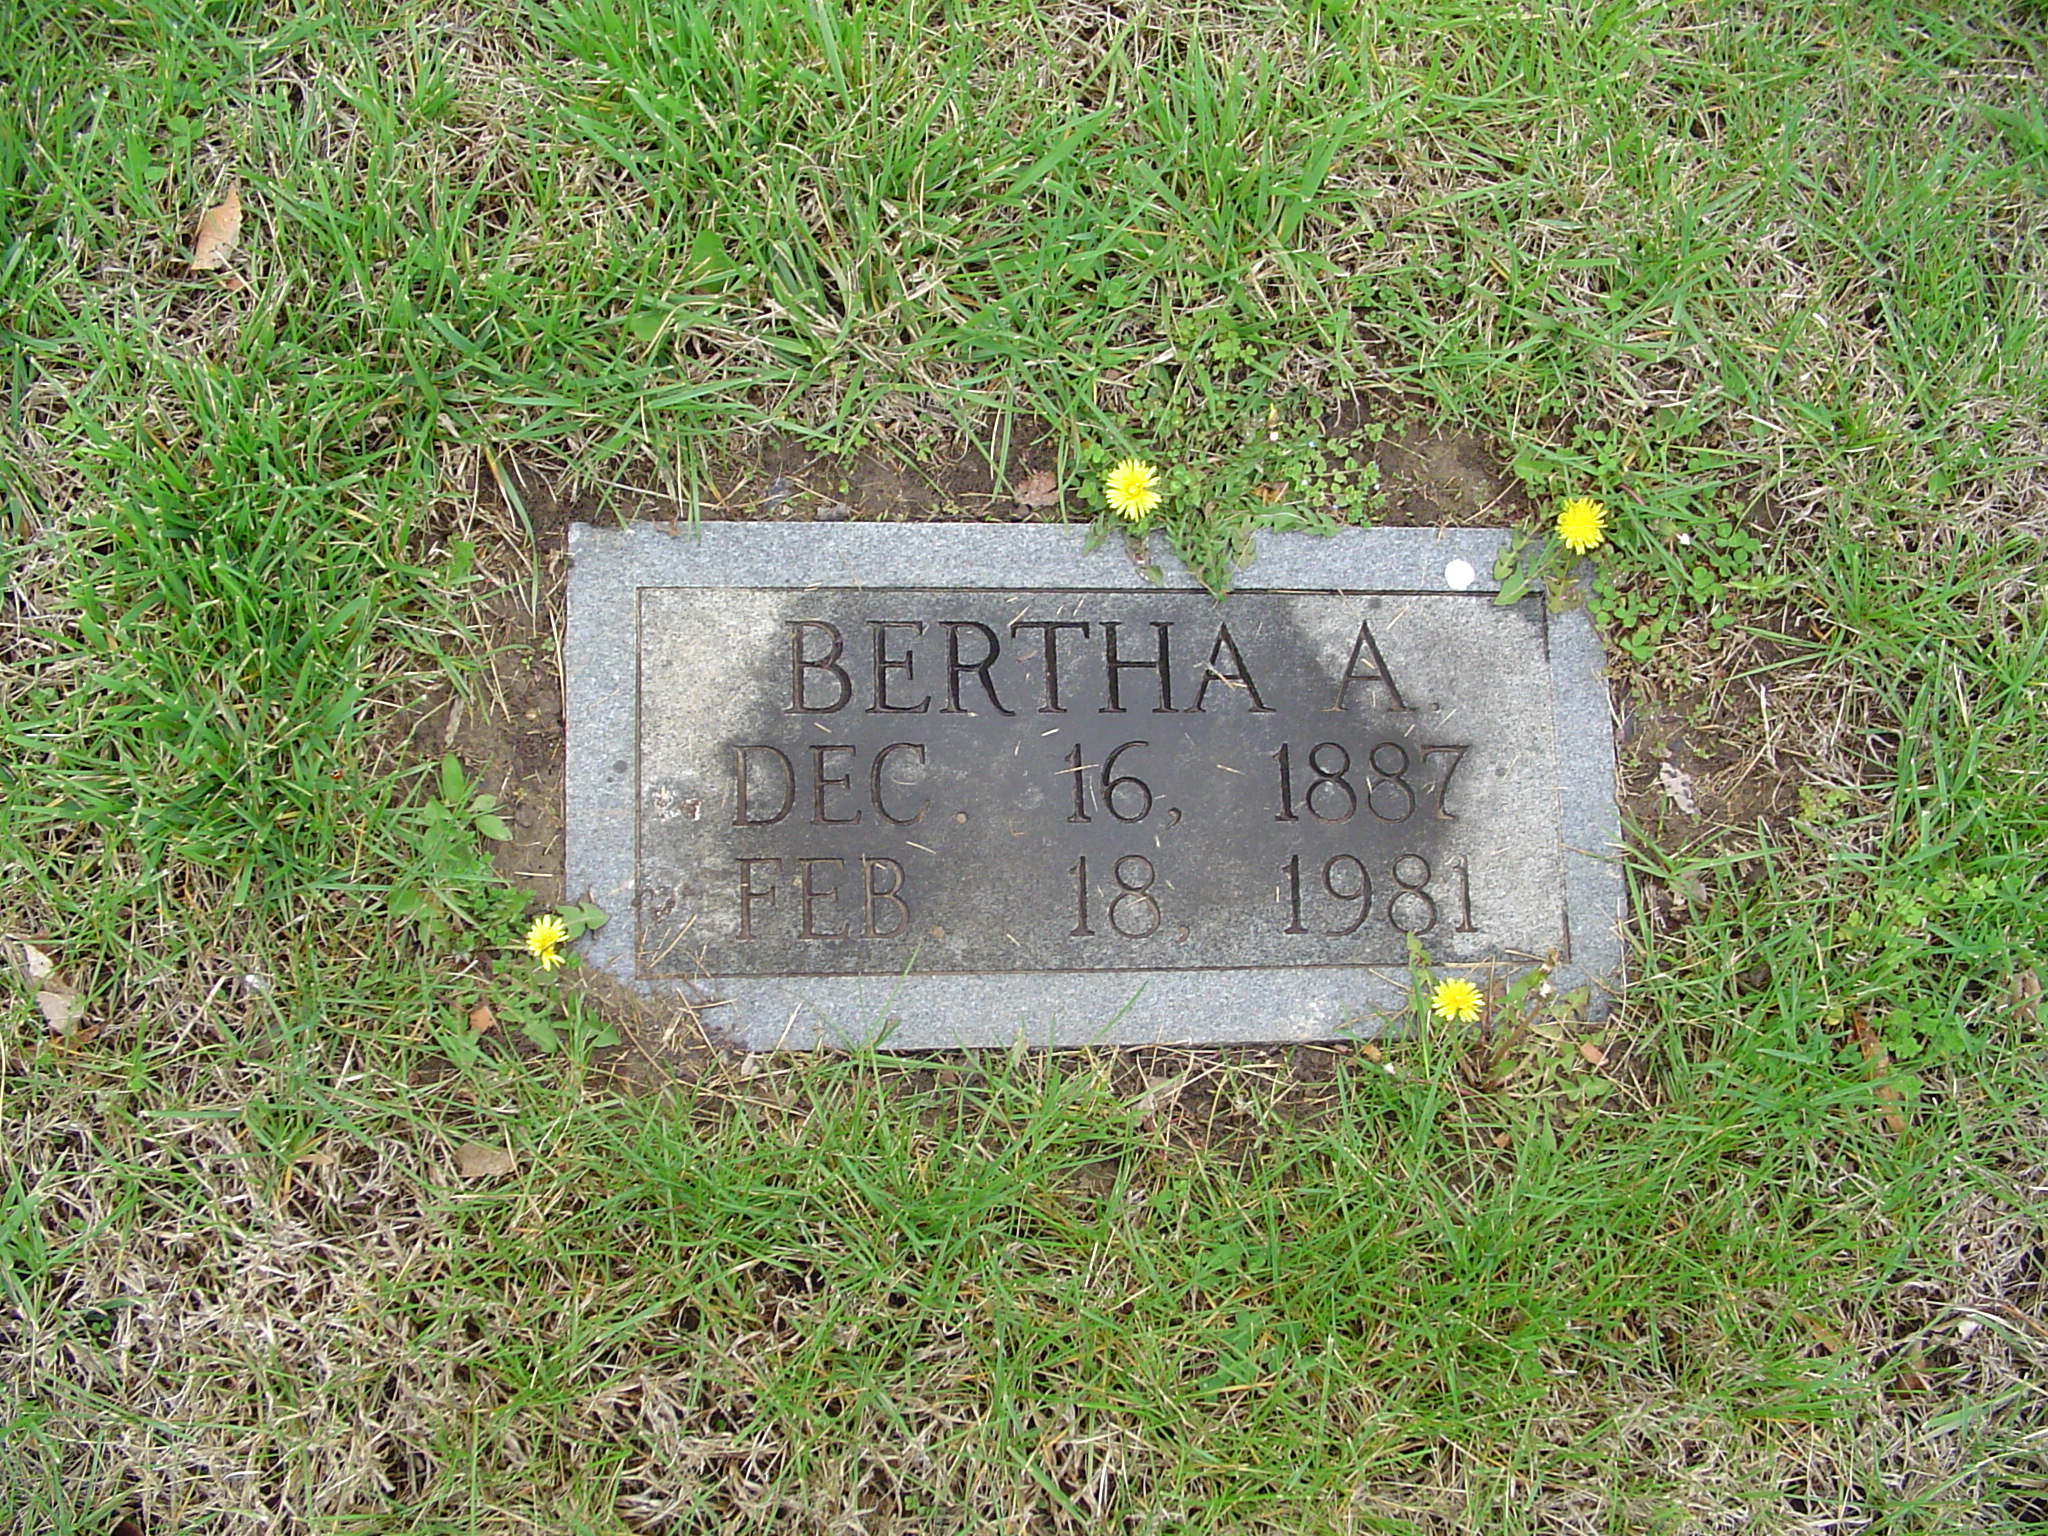 BERTHA A.
DEC. 16, 1887
FEB. 18, 1981